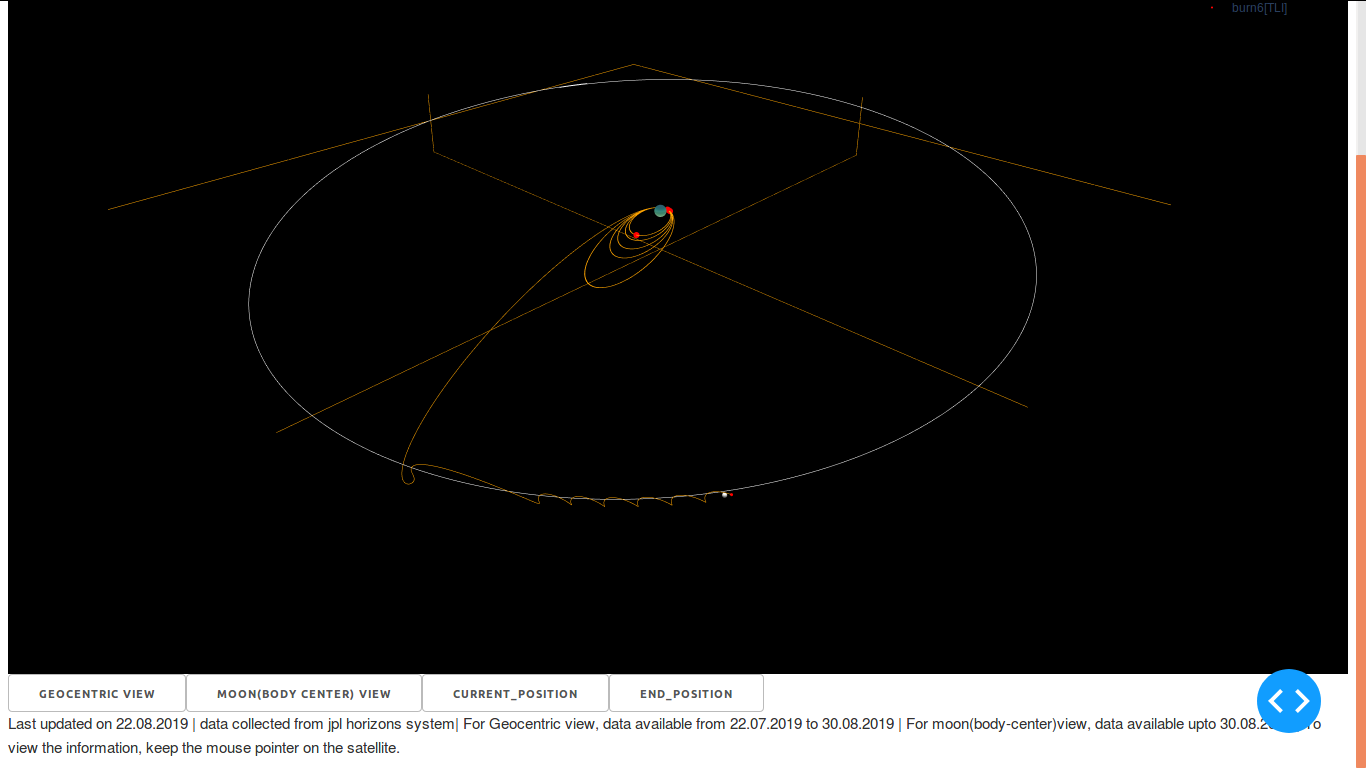 burn6[TLI]
GEOCENTRIC VIEW MOON(BODY CENTER) VIEW CURRENT_POSITION END_POSITION
Last updated on 22.08.2019 | data collected from jpl horizons system| For Geocentric view, data available from 22.07.2019 to 30.08.2019 | For moon(body-center)view, data available upto 30.08.2
view the information, keep the mouse pointer on the satellite.